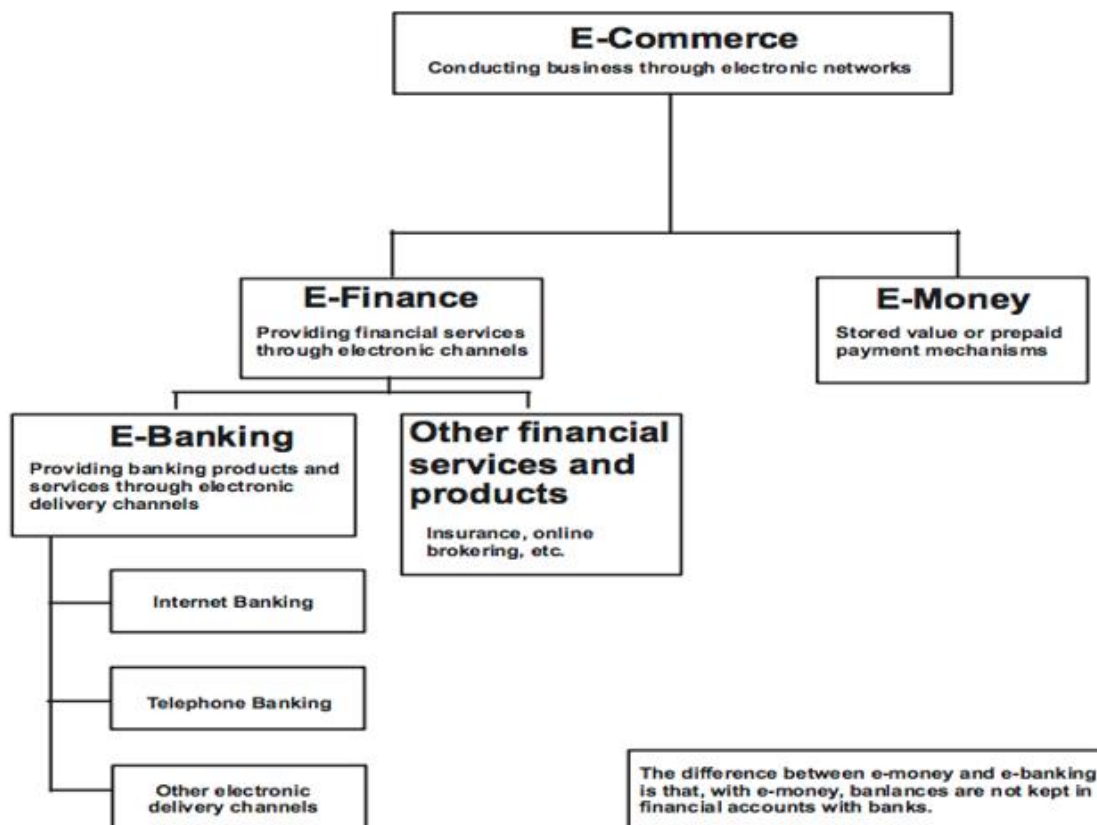 E-Commerce
Conducting business through electronic networks
E-Finance
Providing financial services
through electronic channels
E-Money
Stored value or prepaid
payment mechanisms
E-Banking
Providing banking products and
services through electronic
delivery channels
Other financial
services and
products
Insurance, online
brokering, etc.
Internet Banking
Telephone Banking
Other electronic
delivery channels
The difference between e-money and e-banking
is that, with e-money, banlances are not kept in
financial accounts with banks.